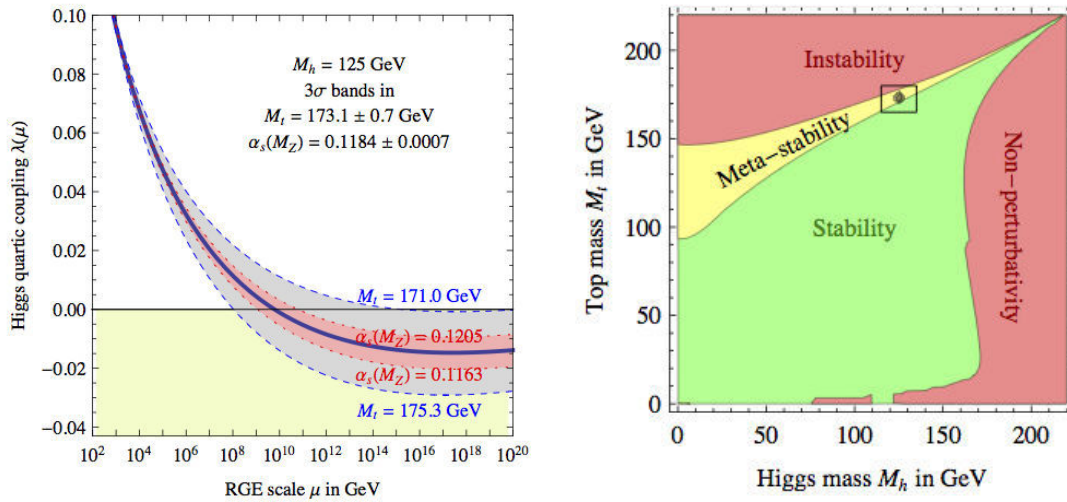 0.10
0.08
0.06
0.04
0.02
0.00
−0.02
−0.04
Higgs quartic coupling λ(μ)
M_h = 125 GeV
3σ bands in
M_t = 173.1 ± 0.7 GeV
α_s(M_Z) = 0.1184 ± 0.0007
M_t = 171.0 GeV
α_s(M_Z) = 0.1205
α_s(M_Z) = 0.1163
M_t = 175.3 GeV
10^2 10^4 10^6 10^8 10^10 10^12 10^14 10^16 10^18 10^20
RGE scale μ in GeV
200
150
100
50
0
Top mass M_t in GeV
Instability
Meta−stability
Stability
Non−perturbativity
0 50 100 150 200
Higgs mass M_h in GeV